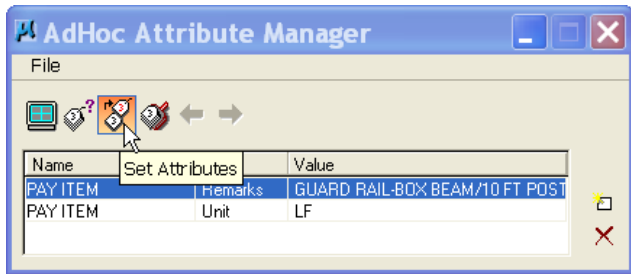 AdHoc Attribute Manager
File
Name Value
Set Attributes
PAY ITEM Remarks GUARD RAIL-BOX BEAM/10 FT POST
PAY ITEM Unit LF